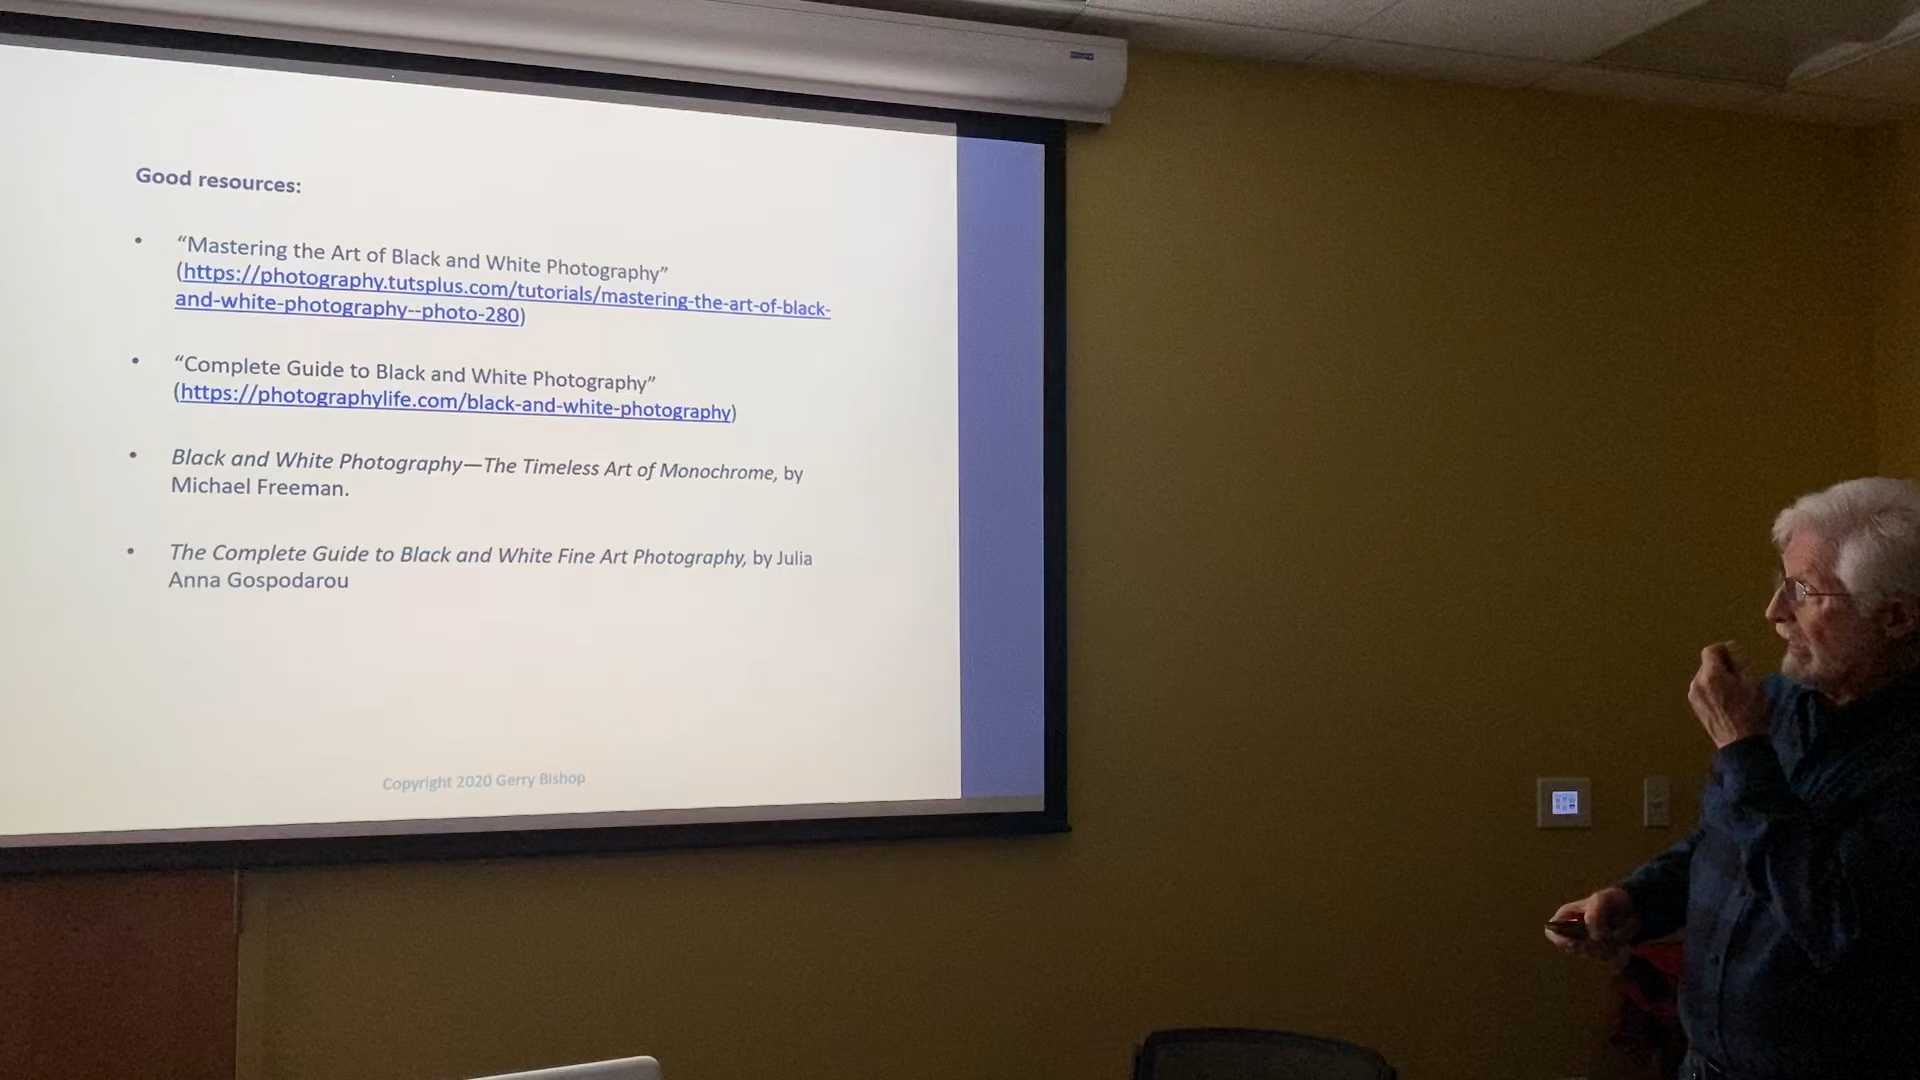 Good resources:
• “Mastering the Art of Black and White Photography”
(https://photography.tutsplus.com/tutorials/mastering-the-art-of-black-
and-white-photography--photo-280)
• “Complete Guide to Black and White Photography”
(https://photographylife.com/black-and-white-photography)
• Black and White Photography—The Timeless Art of Monochrome, by
Michael Freeman.
• The Complete Guide to Black and White Fine Art Photography, by Julia
Anna Gospodarou
Copyright 2020 Gerry Bishop